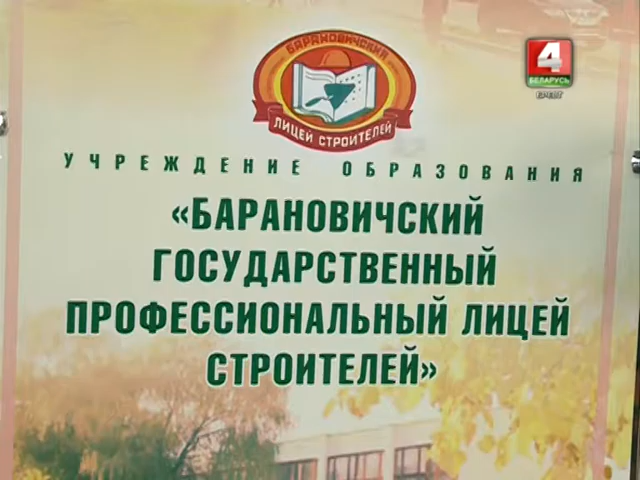 БАРАНОВИЧСКИЙ
ЛИЦЕЙ СТРОИТЕЛЕЙ
4
БЕЛАРУСЬ
УЧРЕЖДЕНИЕ ОБРАЗОВАНИЯ
«БАРАНОВИЧСКИЙ
ГОСУДАРСТВЕННЫЙ
ПРОФЕССИОНАЛЬНЫЙ ЛИЦЕЙ
СТРОИТЕЛЕЙ»